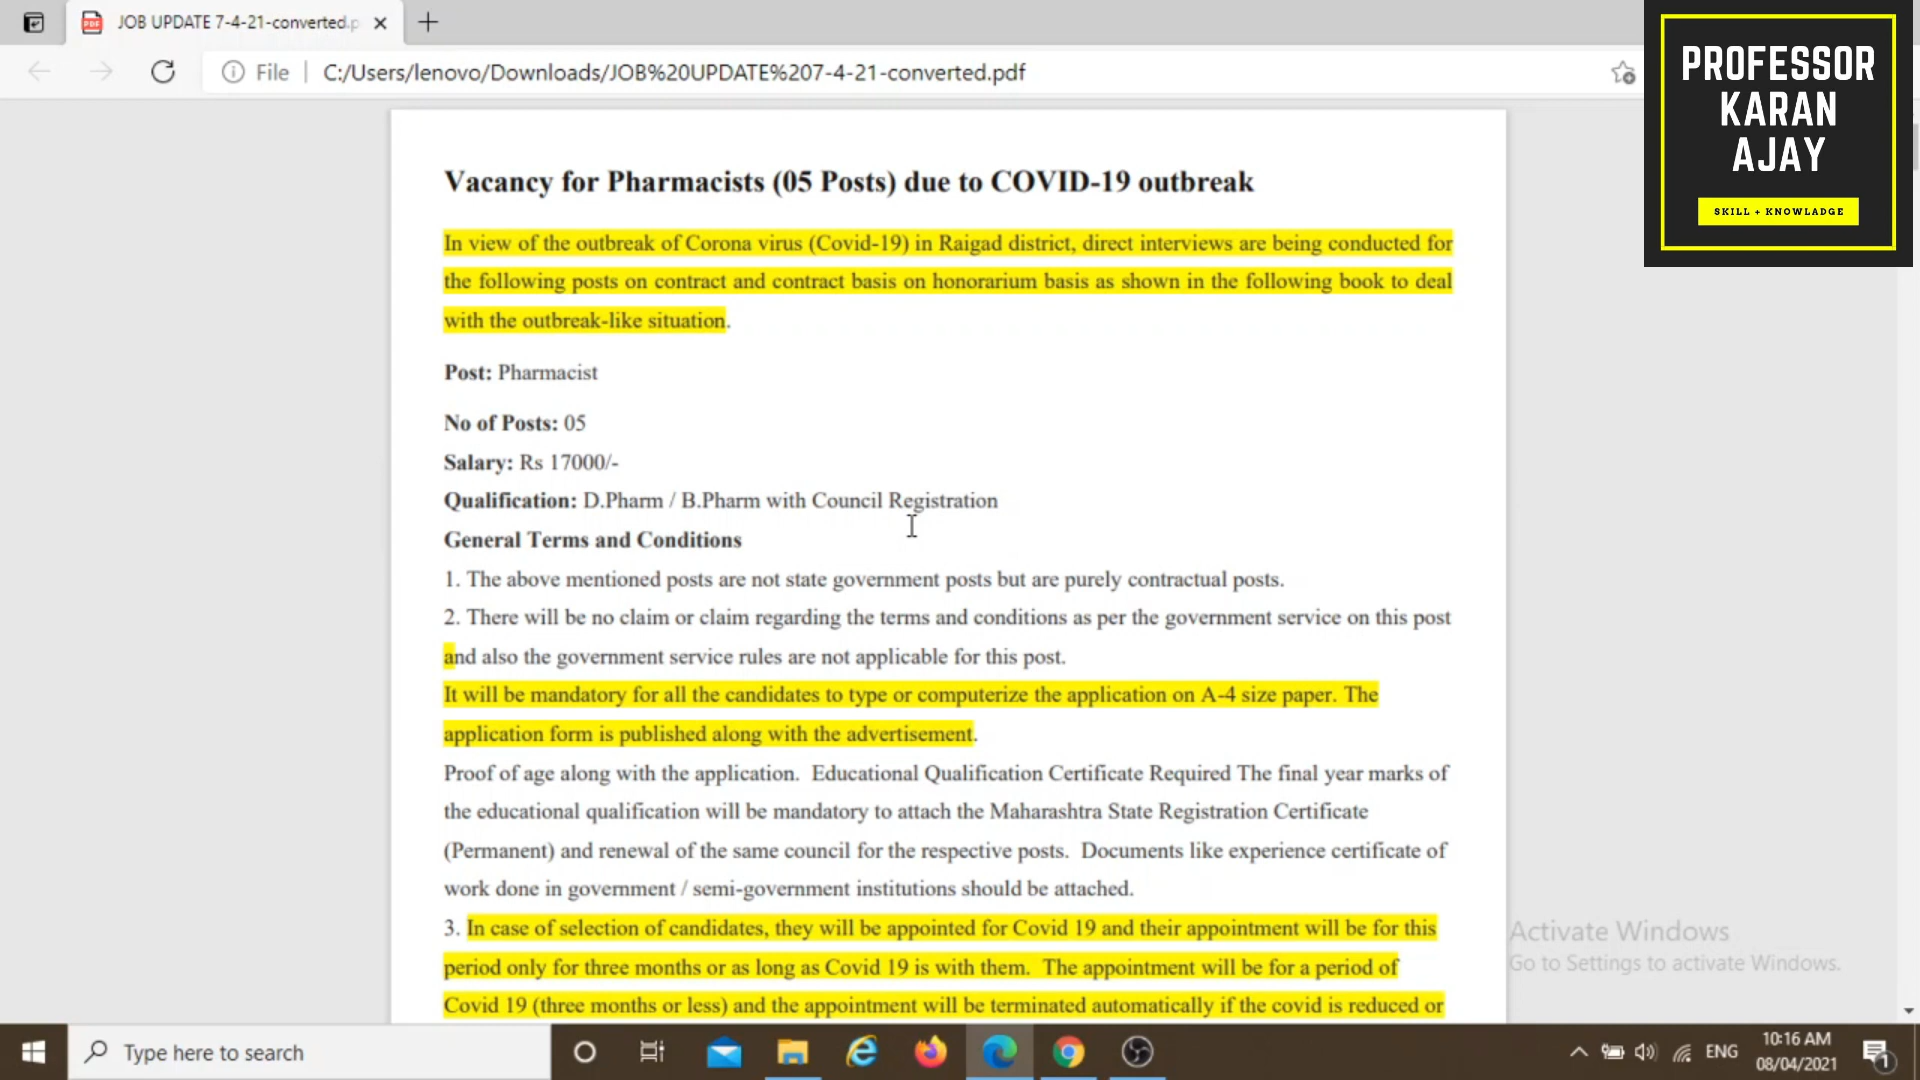 JOB UPDATE 7-4-21-converted.p
File
C:/Users/lenovo/Downloads/JOB%20UPDATE%207-4-21-converted.pdf
PROFESSOR
KARAN
AJAY
SKILL + KNOWLADGE
Vacancy for Pharmacists (05 Posts) due to COVID-19 outbreak
In view of the outbreak of Corona virus (Covid-19) in Raigad district, direct interviews are being conducted for
the following posts on contract and contract basis on honorarium basis as shown in the following book to deal
with the outbreak-like situation.
Post: Pharmacist
No of Posts: 05
Salary: Rs 17000/-
Qualification: D.Pharm / B.Pharm with Council Registration
General Terms and Conditions
1. The above mentioned posts are not state government posts but are purely contractual posts.
2. There will be no claim or claim regarding the terms and conditions as per the government service on this post
and also the government service rules are not applicable for this post.
It will be mandatory for all the candidates to type or computerize the application on A-4 size paper. The
application form is published along with the advertisement.
Proof of age along with the application.  Educational Qualification Certificate Required The final year marks of
the educational qualification will be mandatory to attach the Maharashtra State Registration Certificate
(Permanent) and renewal of the same council for the respective posts.  Documents like experience certificate of
work done in government / semi-government institutions should be attached.
3. In case of selection of candidates, they will be appointed for Covid 19 and their appointment will be for this
period only for three months or as long as Covid 19 is with them.  The appointment will be for a period of
Covid 19 (three months or less) and the appointment will be terminated automatically if the covid is reduced or
Activate Windows
Go to Settings to activate Windows.
Type here to search
ENG
10:16 AM
08/04/2021
1